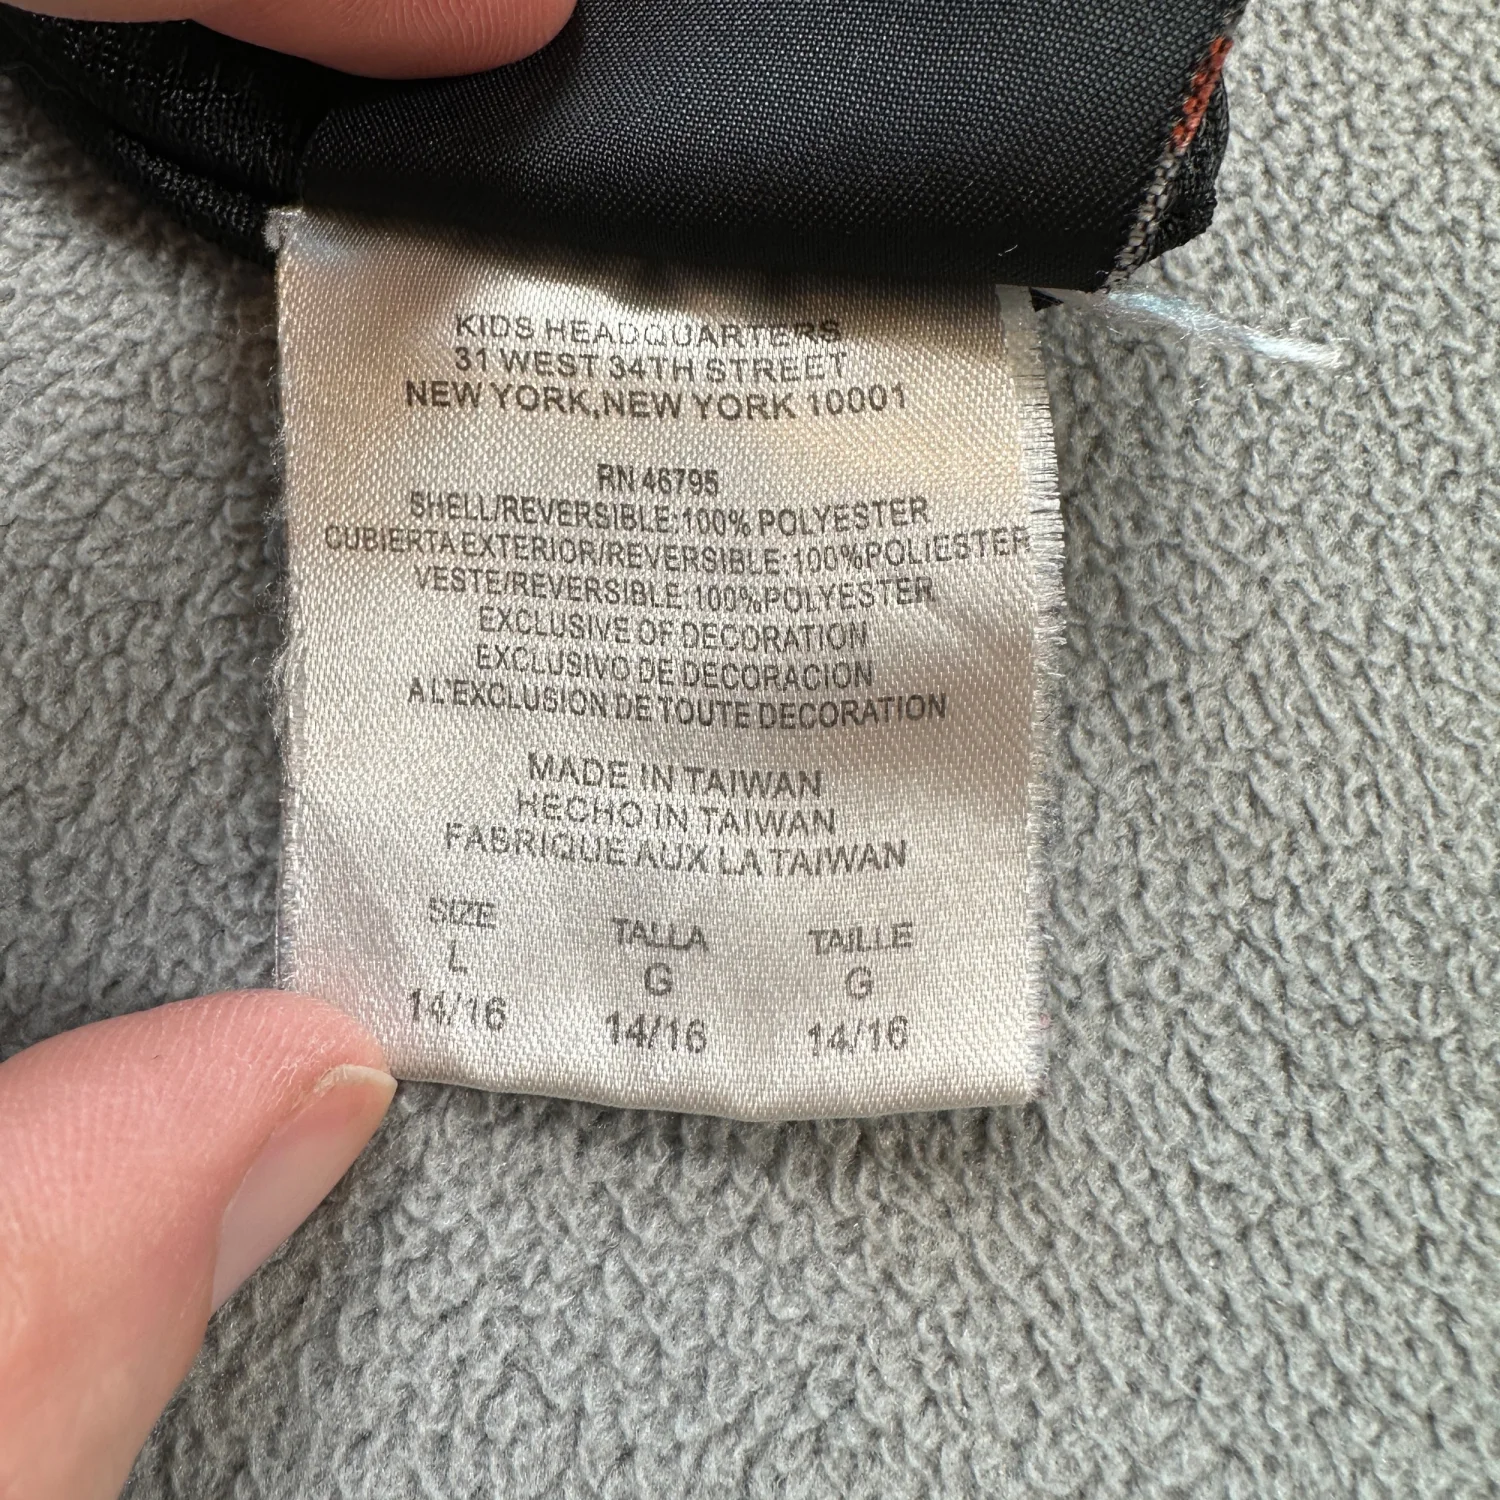 KIDS HEADQUARTERS
31 WEST 34TH STREET
NEW YORK,NEW YORK 10001
RN 46795
SHELL/REVERSIBLE:100% POLYESTER
CUBIERTA EXTERIOR/REVERSIBLE:100%POLIESTER
VESTE/REVERSIBLE:100%POLYESTER
EXCLUSIVE OF DECORATION
EXCLUSIVO DE DECORACION
A L'EXCLUSION DE TOUTE DECORATION
MADE IN TAIWAN
HECHO IN TAIWAN
FABRIQUE AUX LA TAIWAN
SIZE TALLA TAILLE
L G G
14/16 14/16 14/16